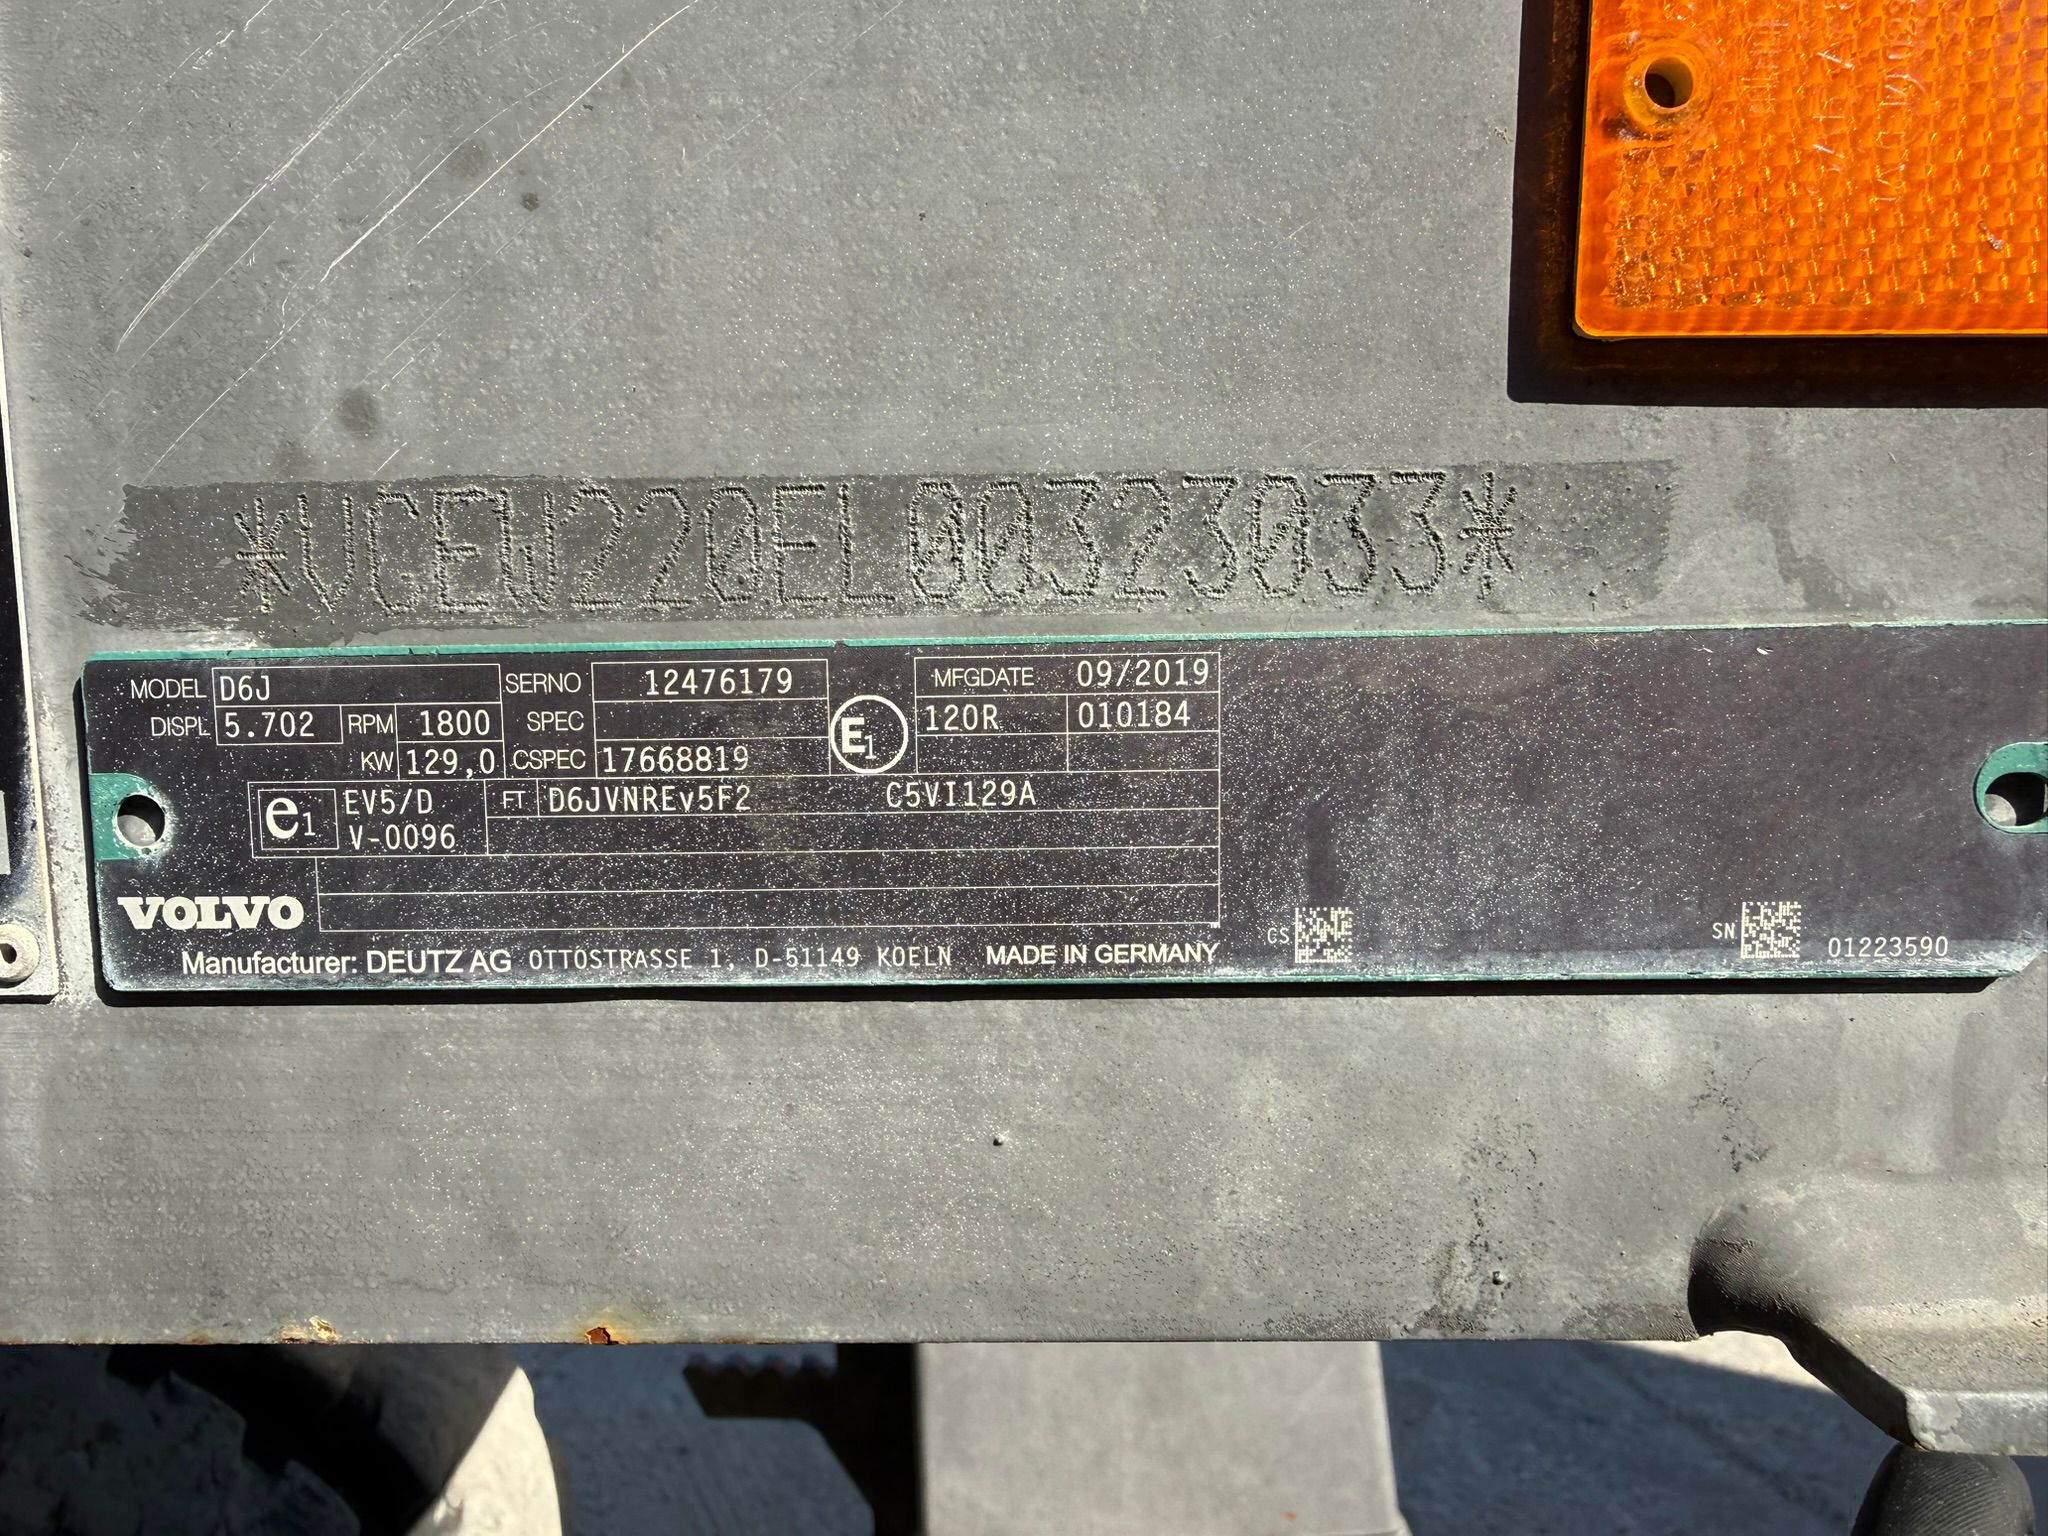 *VCEW220EL00323033*
MODEL D6J SERNO 12476179 MFGDATE 09/2019
DISPL 5.702 RPM 1800 SPEC E1 120R 010184
KW 129,0 CSPEC 17668819
e1 EV5/D FT D6JVNREv5F2 C5VI129A
V-0096
VOLVO
Manufacturer: DEUTZ AG OTTOSTRASSE 1, D-51149 KOELN MADE IN GERMANY CS SN 01223590